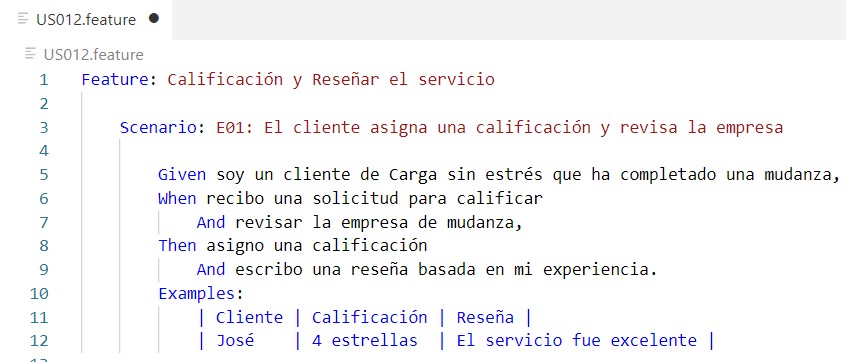 US012.feature
US012.feature
1 Feature: Calificación y Reseñar el servicio
2
3 Scenario: E01: El cliente asigna una calificación y revisa la empresa
4
5 Given soy un cliente de Carga sin estrés que ha completado una mudanza,
6 When recibo una solicitud para calificar
7 And revisar la empresa de mudanza,
8 Then asigno una calificación
9 And escribo una reseña basada en mi experiencia.
10 Examples:
11 | Cliente | Calificación | Reseña |
12 | José | 4 estrellas | El servicio fue excelente |